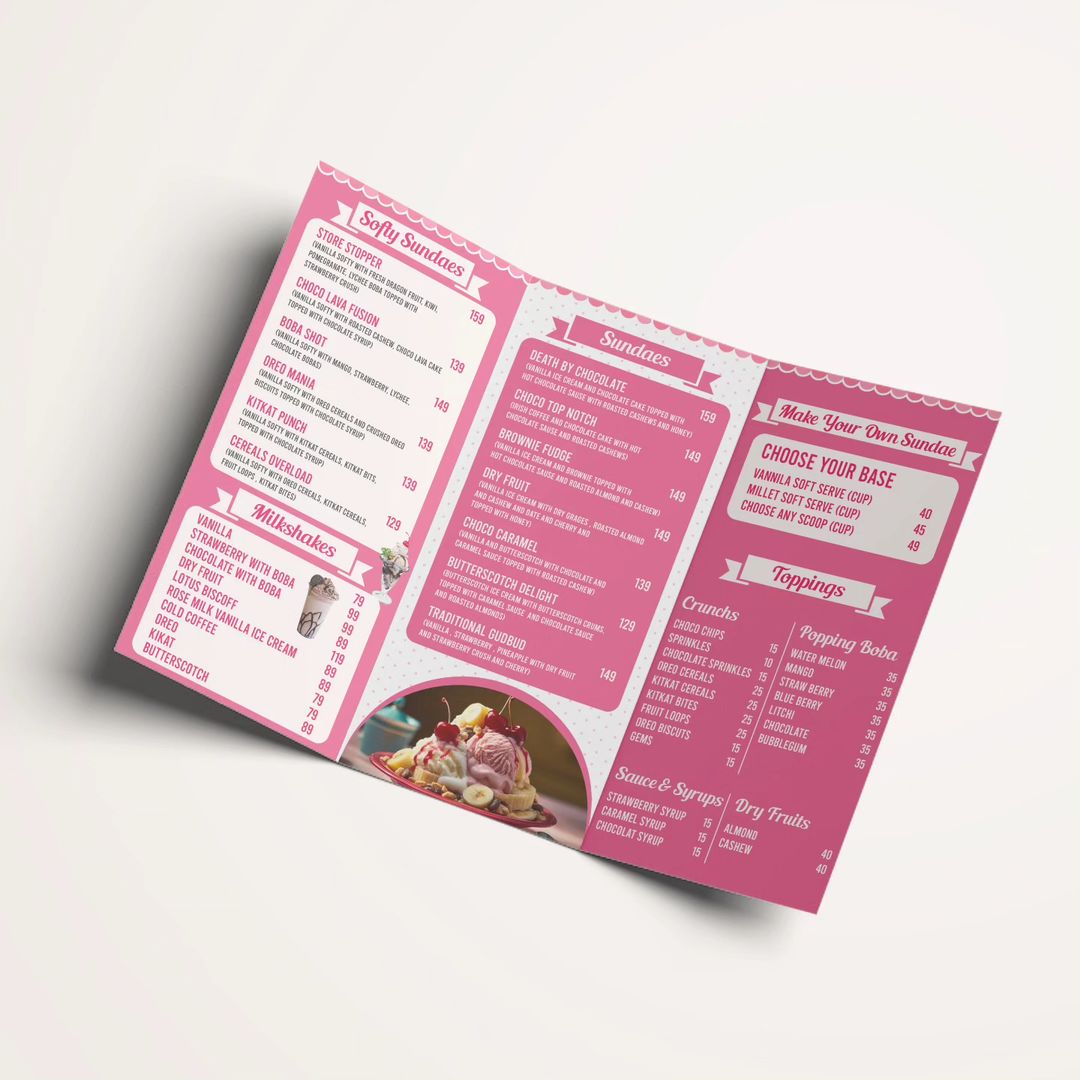 Softy Sundaes
STORE STOPPER
(VANILLA SOFTY WITH FRESH DRAGON FRUIT, KIWI,
POMEGRANATE, LYCHEE BOBA TOPPED WITH
STRAWBERRY CRUSH)
159
CHOCO LAVA FUSION
(VANILLA SOFTY WITH ROASTED CASHEW, CHOCO LAVA CAKE
TOPPED WITH CHOCOLATE SYRUP)
139
BOBA SHOT
(VANILLA SOFTY WITH MANGO, STRAWBERRY, LYCHEE,
CHOCOLATE BOBAS)
149
OREO MANIA
(VANILLA SOFTY WITH OREO CEREALS AND CRUSHED OREO
BISCUITS TOPPED WITH CHOCOLATE SYRUP)
139
KITKAT PUNCH
(VANILLA SOFTY WITH KITKAT CEREALS, KITKAT BITS,
TOPPED WITH CHOCOLATE SYRUP)
139
CEREALS OVERLOAD
(VANILLA SOFTY WITH OREO CEREALS, KITKAT CEREALS,
FRUIT LOOPS , KITKAT BITES)
129
Milkshakes
VANILLA 79
STRAWBERRY WITH BOBA 99
CHOCOLATE WITH BOBA 99
DRY FRUIT 89
LOTUS BISCOFF 119
ROSE MILK VANILLA ICE CREAM 89
COLD COFFEE 89
OREO 79
KIKAT 79
BUTTERSCOTCH 89
Sundaes
DEATH BY CHOCOLATE
(VANILLA ICE CREAM AND CHOCOLATE CAKE TOPPED WITH
HOT CHOCOLATE SAUSE WITH ROASTED CASHEWS AND HONEY)
159
CHOCO TOP NOTCH
(IRISH COFFEE AND CHOCOLATE CAKE WITH HOT
CHOCOLATE SAUSE AND ROASTED CASHEWS)
149
BROWNIE FUDGE
(VANILLA ICE CREAM AND BROWNIE TOPPED WITH
HOT CHOCOLATE SAUSE AND ROASTED ALMOND AND CASHEW)
149
DRY FRUIT
(VANILLA ICE CREAM WITH DRY GRAGES , ROASTED ALMOND
AND CASHEW AND DATE AND CHERRY AND
TOPPED WITH HONEY)
149
CHOCO CARAMEL
(VANILLA AND BUTTERSCOTCH WITH CHOCOLATE AND
CARAMEL SAUCE TOPPED WITH ROASTED CASHEW)
139
BUTTERSCOTCH DELIGHT
(BUTTERSCOTCH ICE CREAM WITH BUTTERSCOTCH CRUMS,
TOPPED WITH CARAMEL SAUSE AND CHOCOLATE SAUCE
AND ROASTED ALMONDS)
129
TRADITIONAL GUDBUD
(VANILLA , STRAWBERRY , PINEAPPLE WITH DRY FRUIT
AND STRAWBERRY CRUSH AND CHERRY)
149
Make Your Own Sundae
CHOOSE YOUR BASE
VANNILA SOFT SERVE (CUP) 40
MILLET SOFT SERVE (CUP) 45
CHOOSE ANY SCOOP (CUP) 49
Toppings
Crunchs
CHOCO CHIPS 15
SPRINKLES 10
CHOCOLATE SPRINKLES 15
OREO CEREALS 25
KITKAT CEREALS 25
KITKAT BITES 25
FRUIT LOOPS 25
OREO BISCUTS 15
GEMS 15
Popping Boba
WATER MELON 35
MANGO 35
STRAW BERRY 35
BLUE BERRY 35
LITCHI 35
CHOCOLATE 35
BUBBLEGUM 35
Sauce & Syrups
STRAWBERRY SYRUP 15
CARAMEL SYRUP 15
CHOCOLAT SYRUP 15
Dry Fruits
ALMOND 40
CASHEW 40